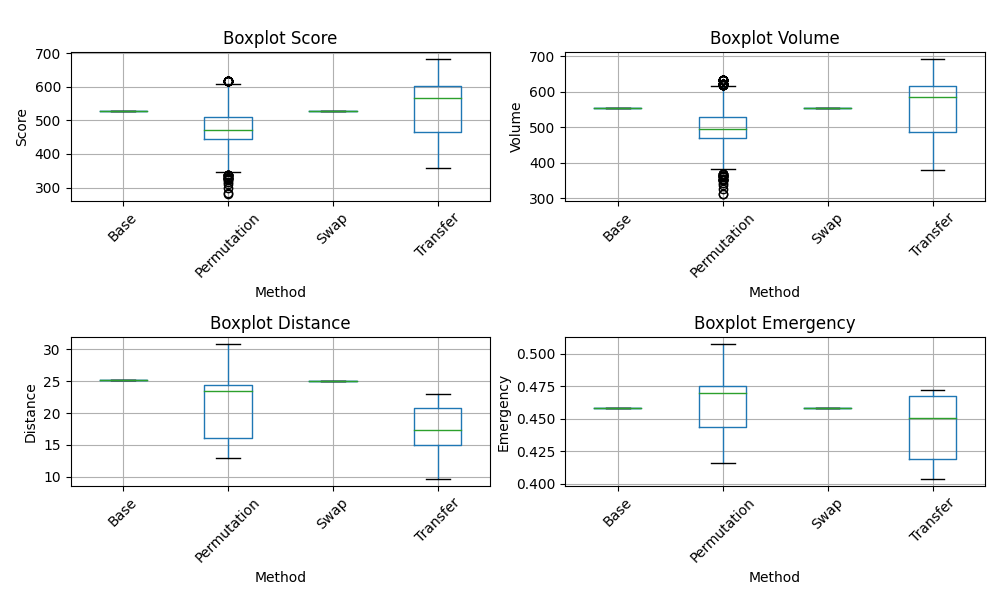 Boxplot Score
Score
700
600
500
400
300
Base
Permutation
Swap
Transfer
Method
Boxplot Volume
Volume
700
600
500
400
300
Base
Permutation
Swap
Transfer
Method
Boxplot Distance
Distance
30
25
20
15
10
Base
Permutation
Swap
Transfer
Method
Boxplot Emergency
Emergency
0.500
0.475
0.450
0.425
0.400
Base
Permutation
Swap
Transfer
Method